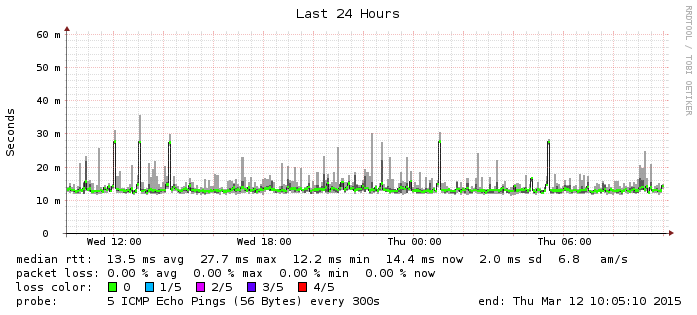 Last 24 Hours
RRDTOOL / TOBI OETIKER
Seconds
60 m
50 m
40 m
30 m
20 m
10 m
0
Wed 12:00 Wed 18:00 Thu 00:00 Thu 06:00
median rtt: 13.5 ms avg 27.7 ms max 12.2 ms min 14.4 ms now 2.0 ms sd 6.8 am/s
packet loss: 0.00 % avg 0.00 % max 0.00 % min 0.00 % now
loss color: 0 1/5 2/5 3/5 4/5
probe: 5 ICMP Echo Pings (56 Bytes) every 300s end: Thu Mar 12 10:05:10 2015